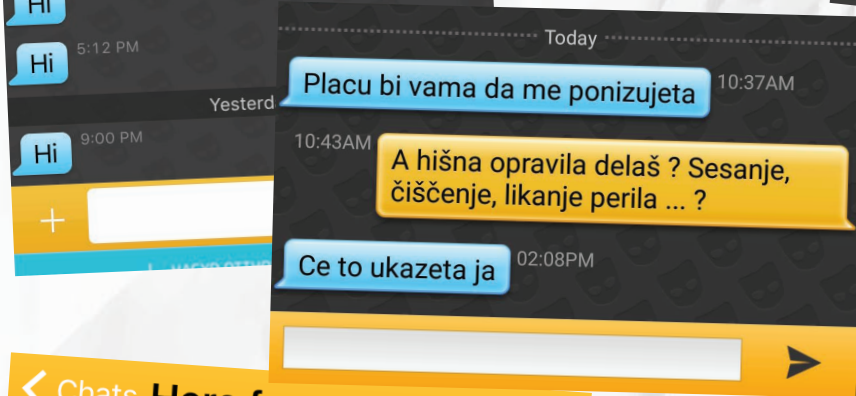 Hi
5:12 PM
Hi
Yesterd
9:00 PM
Hi
Today
Placu bi vama da me ponizujeta
10:37AM
10:43AM
A hišna opravila delaš ? Sesanje,
čiščenje, likanje perila ... ?
Ce to ukazeta ja
02:08PM
Chats